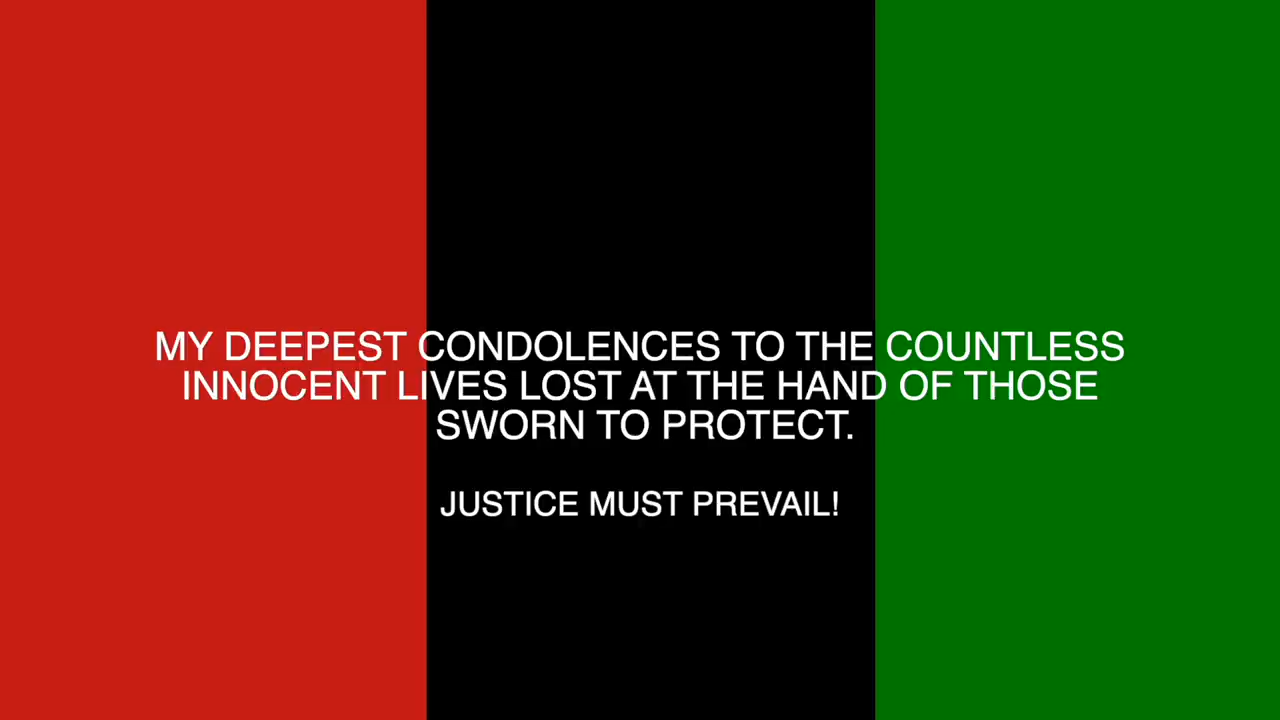 MY DEEPEST CONDOLENCES TO THE COUNTLESS
INNOCENT LIVES LOST AT THE HAND OF THOSE
SWORN TO PROTECT.
JUSTICE MUST PREVAIL!